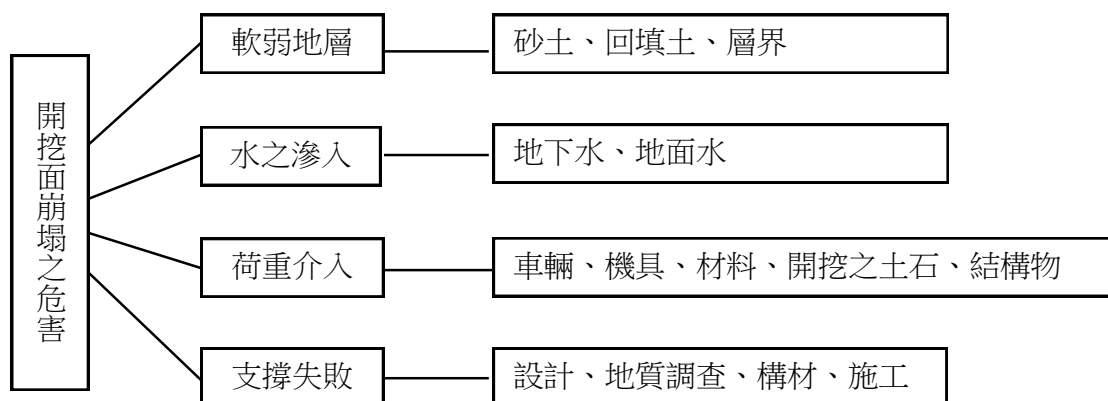 開挖面崩塌之危害
軟弱地層
砂土、回填土、層界
水之滲入
地下水、地面水
荷重介入
車輛、機具、材料、開挖之土石、結構物
支撐失敗
設計、地質調查、構材、施工